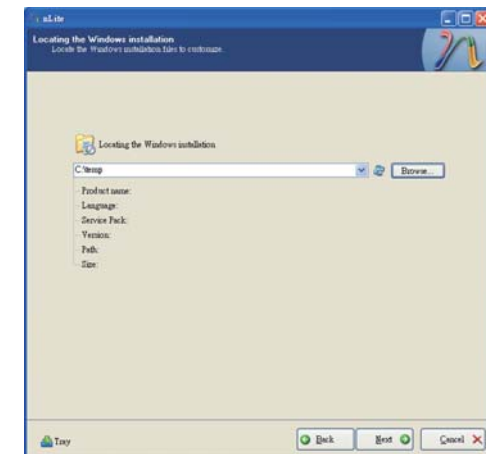 nLite
Locating the Windows installation
Locate the Windows installation files to customize.
Locating the Windows installation
C:\temp
Browse...
Product name:
Language:
Service Pack:
Version:
Path:
Size:
Tray
Back
Next
Cancel